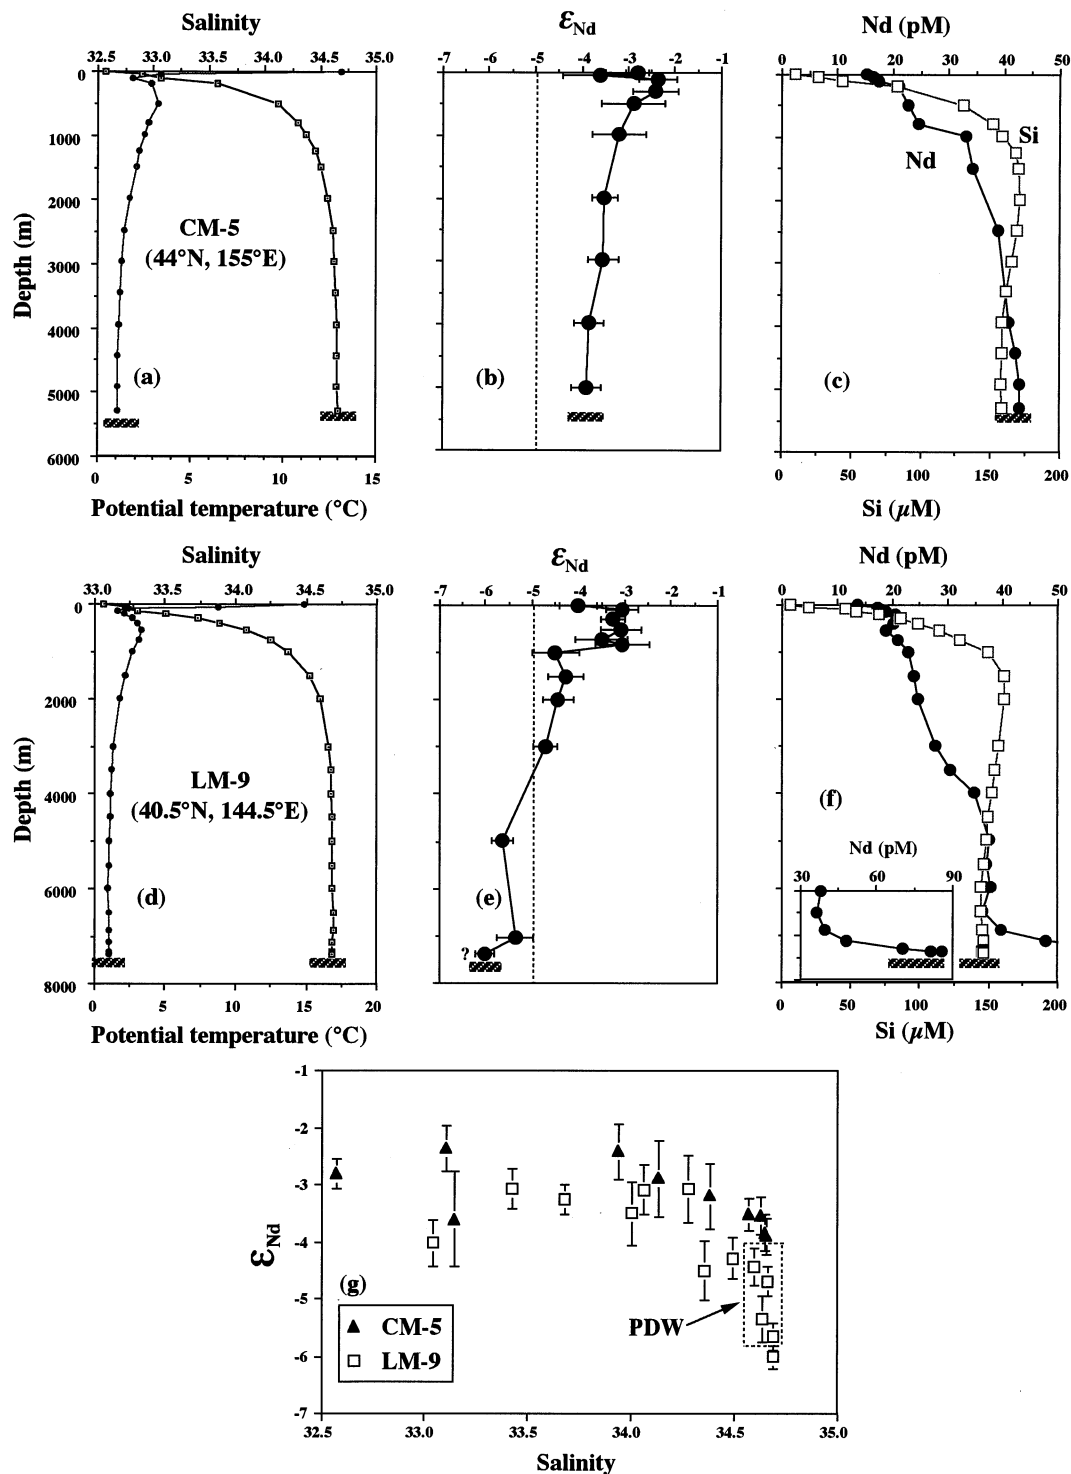 Salinity
32.5 33.0 33.5 34.0 34.5 35.0
εNd
-7 -6 -5 -4 -3 -2 -1
Nd (pM)
0 10 20 30 40 50
Depth (m)
0
1000
2000
3000
4000
5000
6000
CM-5
(44°N, 155°E)
(a)
(b)
Si
Nd
(c)
0 5 10 15
Potential temperature (°C)
0 50 100 150 200
Si (µM)
Salinity
33.0 33.5 34.0 34.5 35.0
εNd
-7 -6 -5 -4 -3 -2 -1
Nd (pM)
0 10 20 30 40 50
Depth (m)
0
2000
4000
6000
8000
LM-9
(40.5°N, 144.5°E)
(d)
(e)
?
(f)
Nd (pM)
30 60 90
0 5 10 15 20
Potential temperature (°C)
0 50 100 150 200
Si (µM)
εNd
-1
-2
-3
-4
-5
-6
-7
(g)
CM-5
LM-9
PDW
32.5 33.0 33.5 34.0 34.5 35.0
Salinity